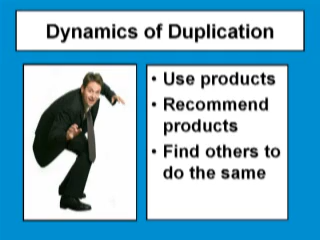 Dynamics of Duplication
• Use products
• Recommend
products
• Find others to
do the same